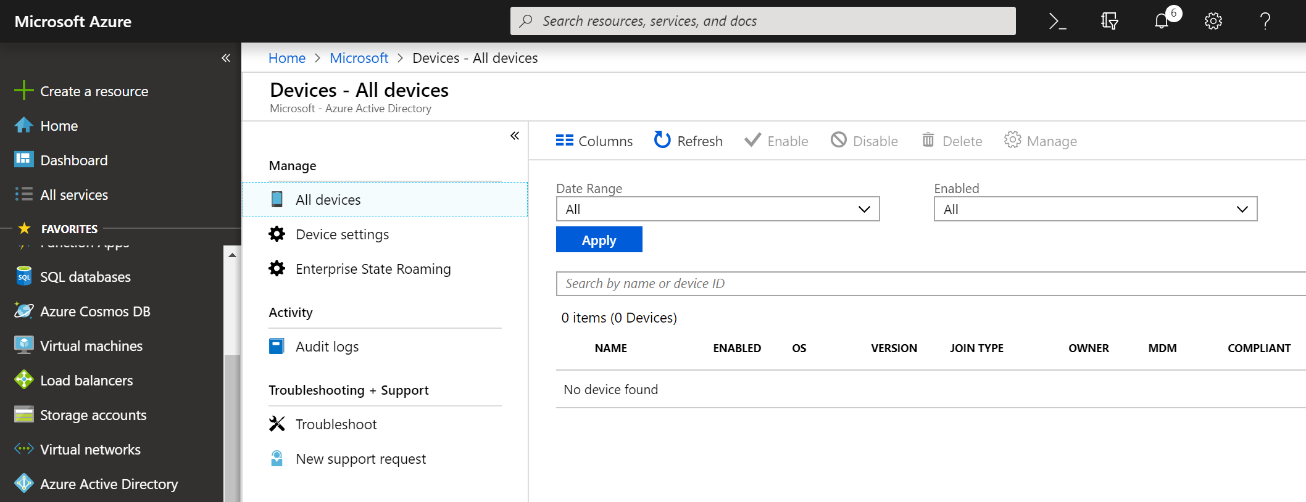 Microsoft Azure
Search resources, services, and docs
6
Create a resource
Home
Dashboard
All services
FAVORITES
Function Apps
SQL databases
Azure Cosmos DB
Virtual machines
Load balancers
Storage accounts
Virtual networks
Azure Active Directory
Home > Microsoft > Devices - All devices
Devices - All devices
Microsoft - Azure Active Directory
Manage
All devices
Device settings
Enterprise State Roaming
Activity
Audit logs
Troubleshooting + Support
Troubleshoot
New support request
Columns Refresh Enable Disable Delete Manage
Date Range Enabled
All All
Apply
Search by name or device ID
0 items (0 Devices)
NAME ENABLED OS VERSION JOIN TYPE OWNER MDM COMPLIANT
No device found